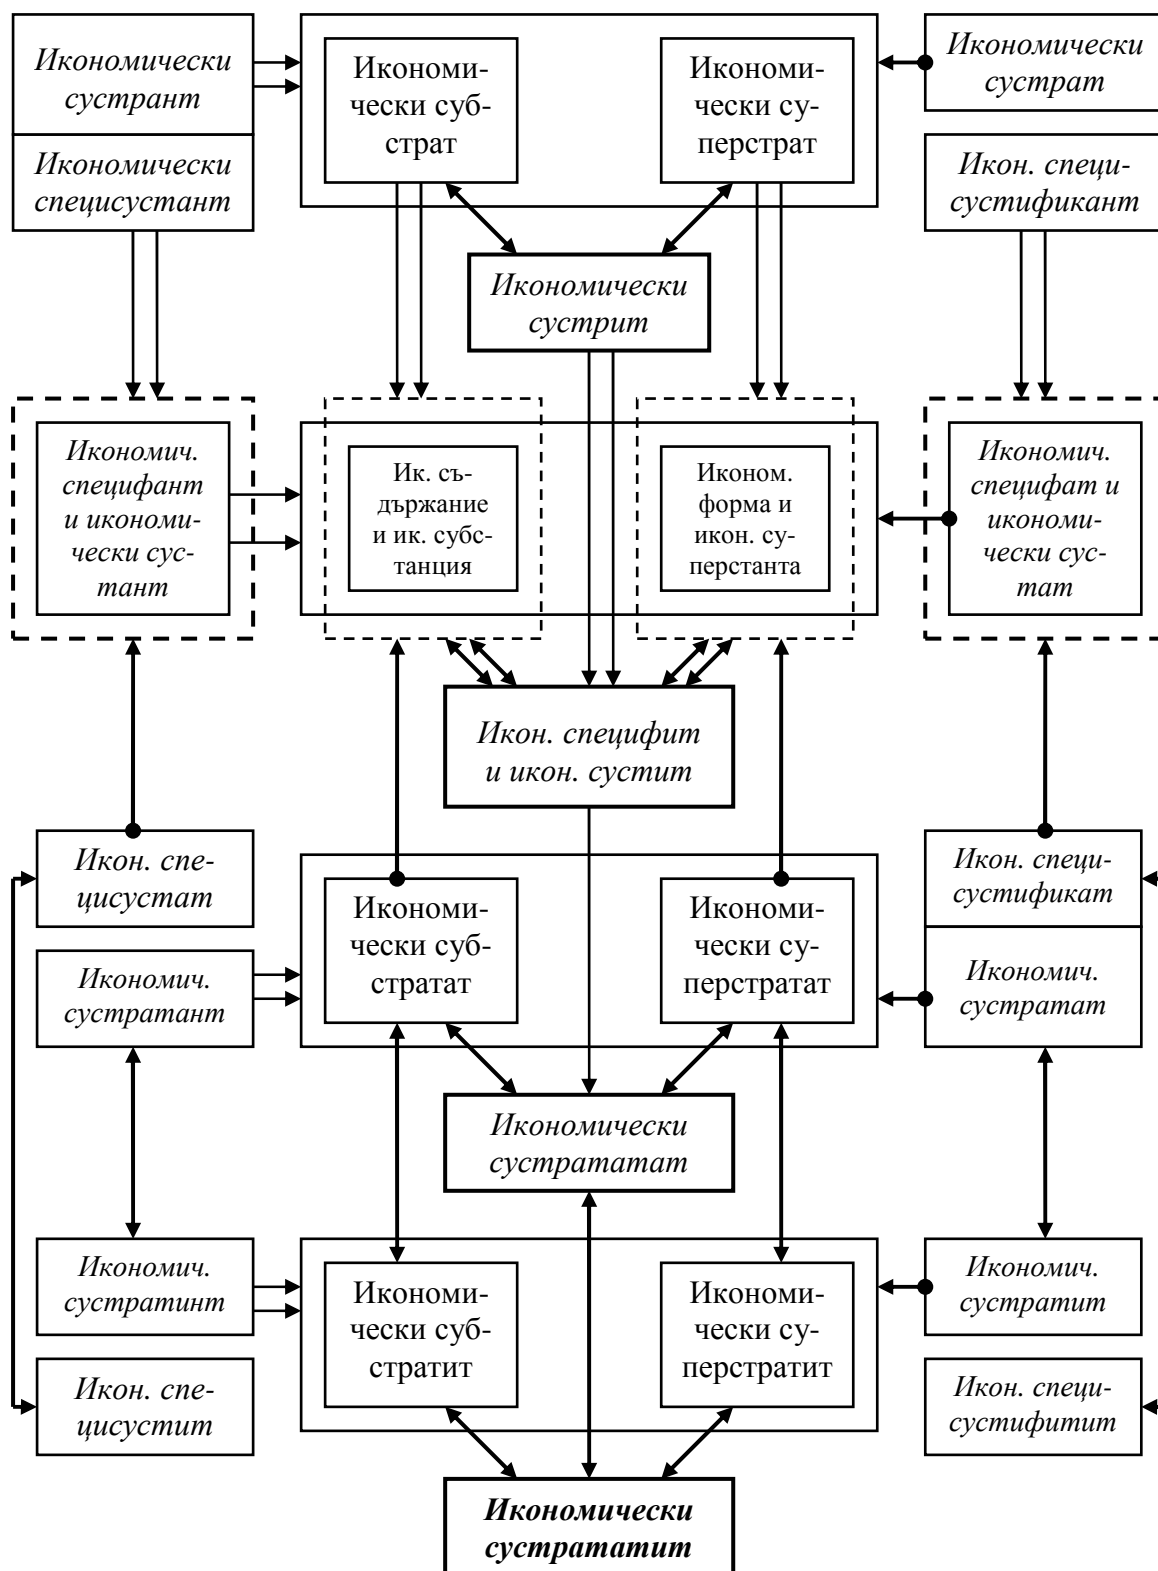 Икономически
сустрант
Икономи-
чески суб-
страт
Икономи-
чески су-
перстрат
Икономически
сустрат
Икономически
специсустант
Икон. специ-
сустификант
Икономически
сустрит
Икономич.
специфант
и икономи-
чески сус-
тант
Ик. съ-
държание
и ик. субс-
танция
Иконом.
форма и
икон. су-
перстанта
Икономич.
специфат и
икономи-
чески сус-
тат
Икон. специфит
и икон. сустит
Икон. спе-
цисустат
Икономи-
чески суб-
стратат
Икономи-
чески су-
перстратат
Икон. специ-
сустификат
Икономич.
сустратант
Икономич.
сустратат
Икономически
сустрататат
Икономич.
сустратинт
Икономи-
чески суб-
стратит
Икономи-
чески су-
перстратит
Икономич.
сустратит
Икон. спе-
цисустит
Икон. специ-
сустифитит
Икономически
сустрататит